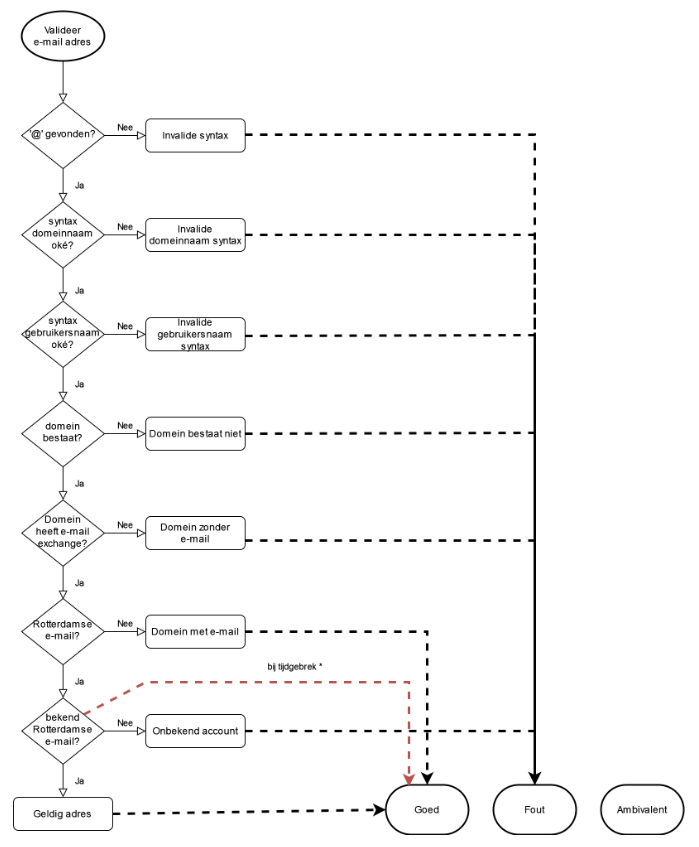 Valideer
e-mail adres
'@' gevonden?
Nee
Invalide syntax
Ja
syntax
domeinnaam
oké?
Nee
Invalide
domeinnaam syntax
Ja
syntax
gebruikersnaam
oké?
Nee
Invalide
gebruikersnaam
syntax
Ja
domein
bestaat?
Nee
Domein bestaat niet
Ja
Domein
heeft e-mail
exchange?
Nee
Domein zonder
e-mail
Ja
Rotterdamse
e-mail?
Nee
Domein met e-mail
bij tijdgebrek *
Ja
bekend
Rotterdamse
e-mail?
Nee
Onbekend account
Ja
Geldig adres
Goed
Fout
Ambivalent